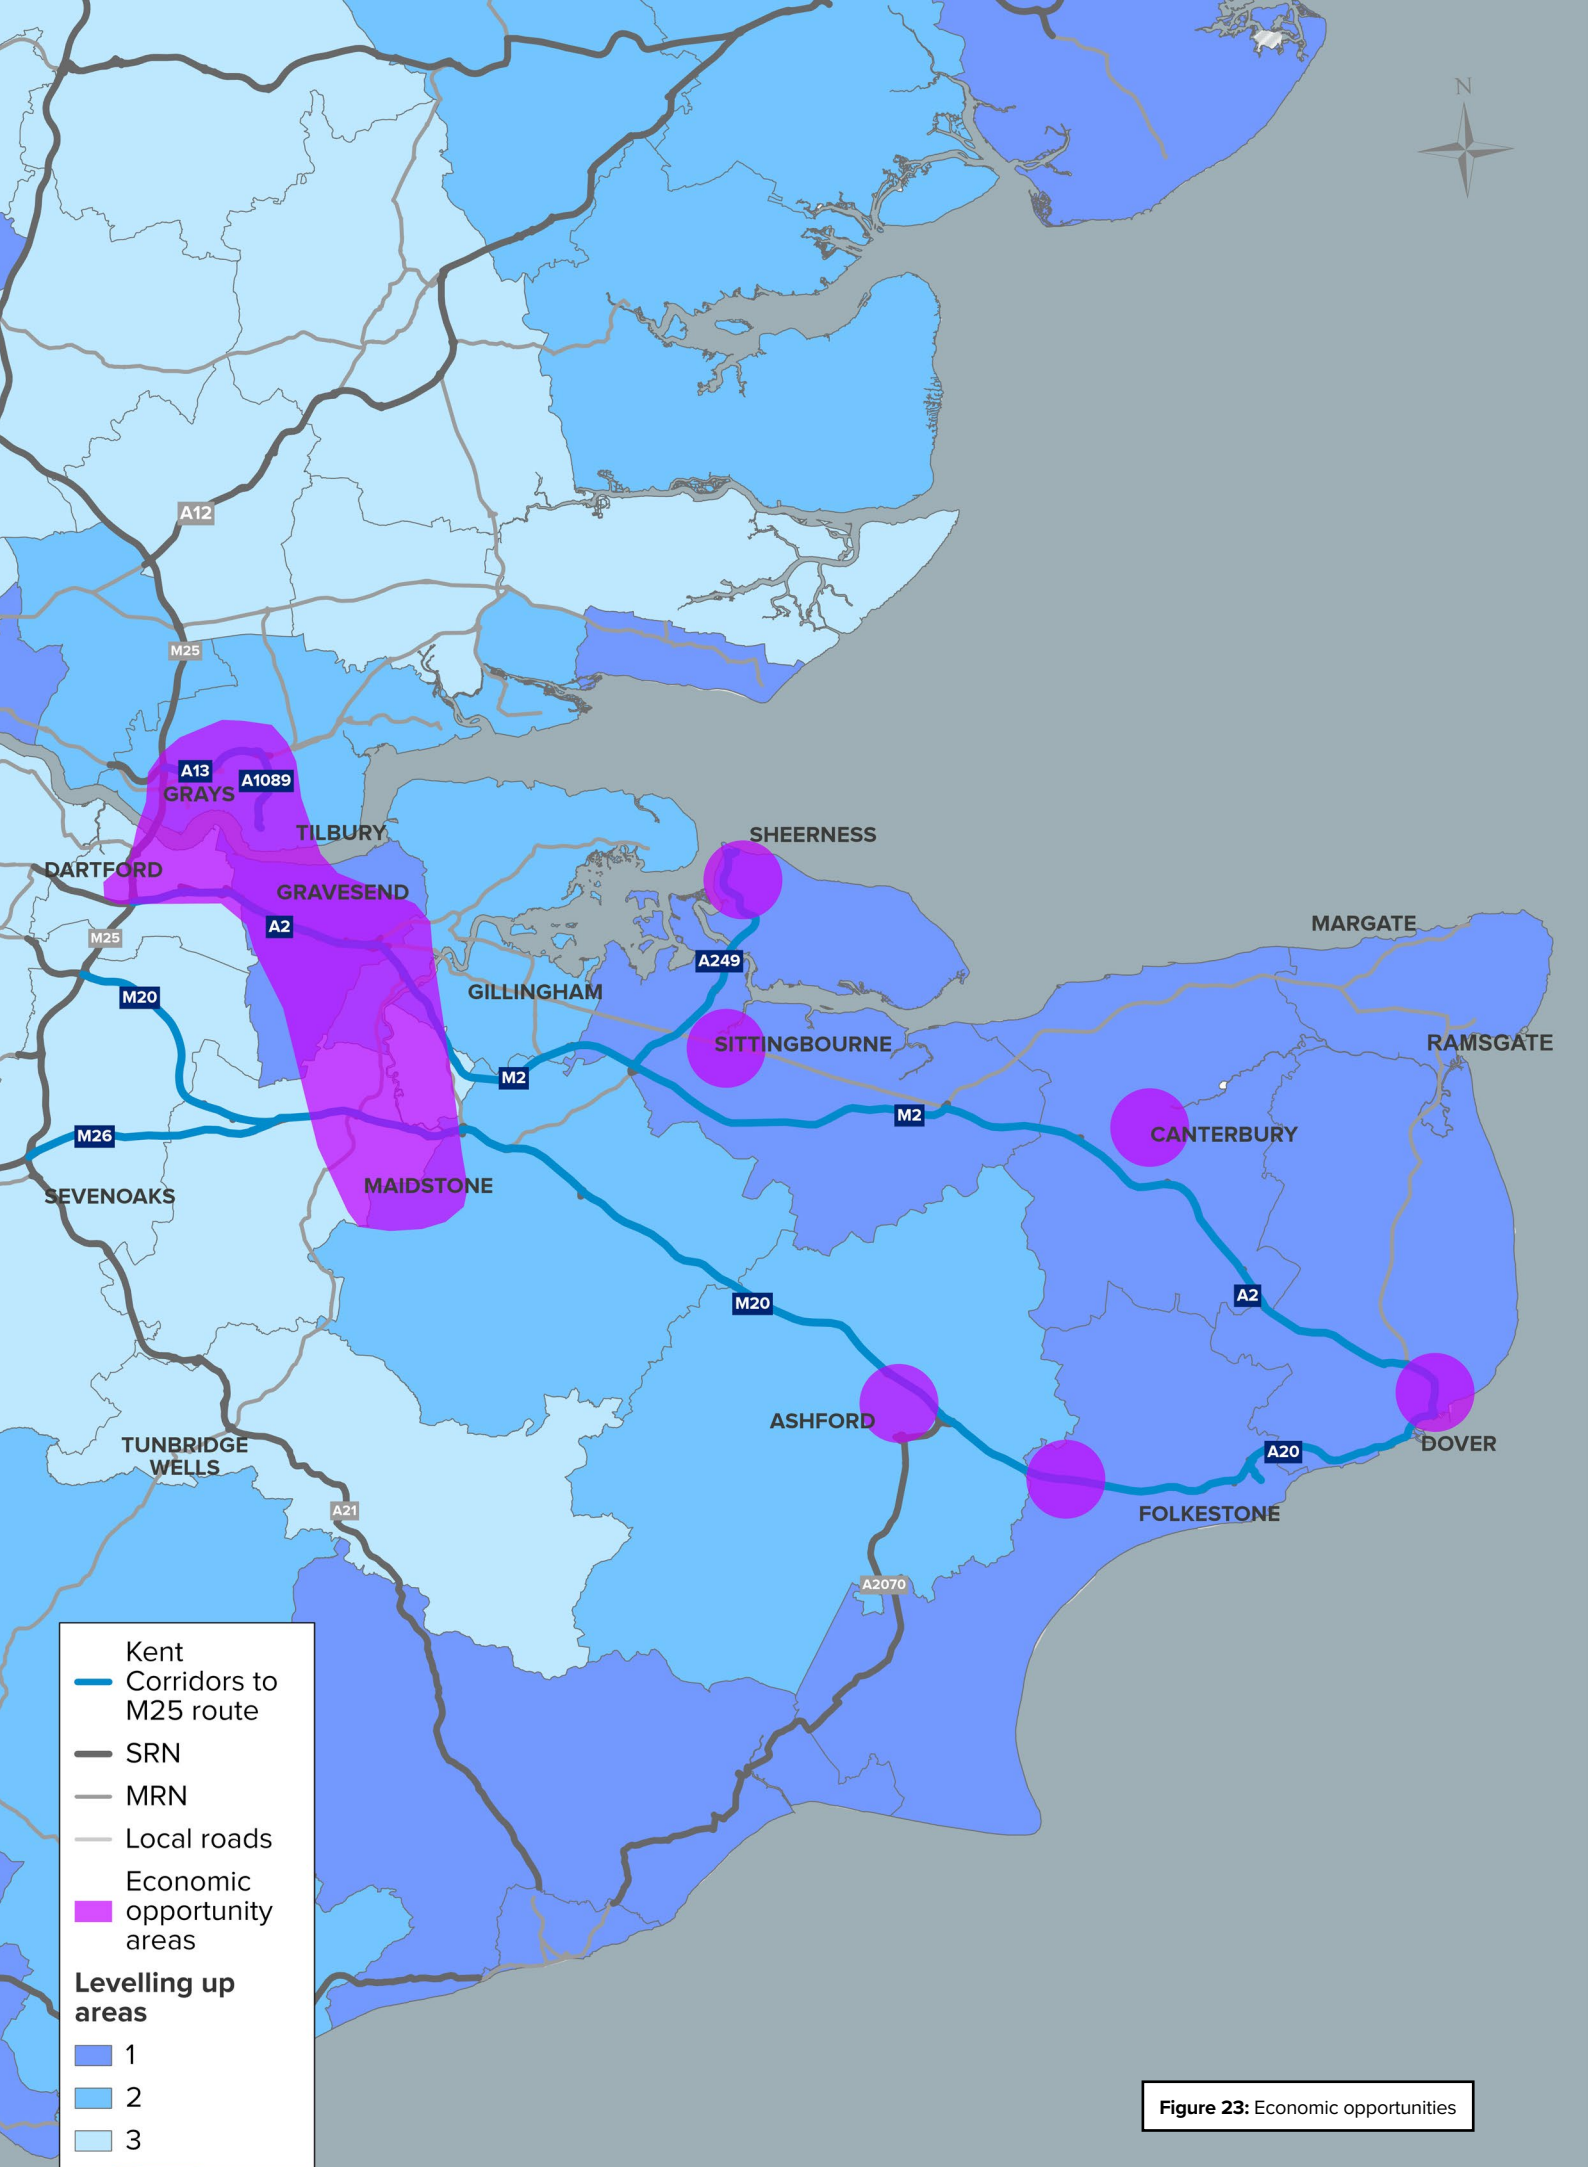 N
A12
M25
A13
A1089
GRAYS
TILBURY
SHEERNESS
DARTFORD
GRAVESEND
MARGATE
A2
M25
A249
GILLINGHAM
M20
SITTINGBOURNE
RAMSGATE
M2
M2
M26
CANTERBURY
MAIDSTONE
SEVENOAKS
A2
M20
ASHFORD
TUNBRIDGE
WELLS
DOVER
A20
A21
FOLKESTONE
A2070
Kent
Corridors to
M25 route
SRN
MRN
Local roads
Economic
opportunity
areas
Levelling up
areas
1
2
3
Figure 23: Economic opportunities